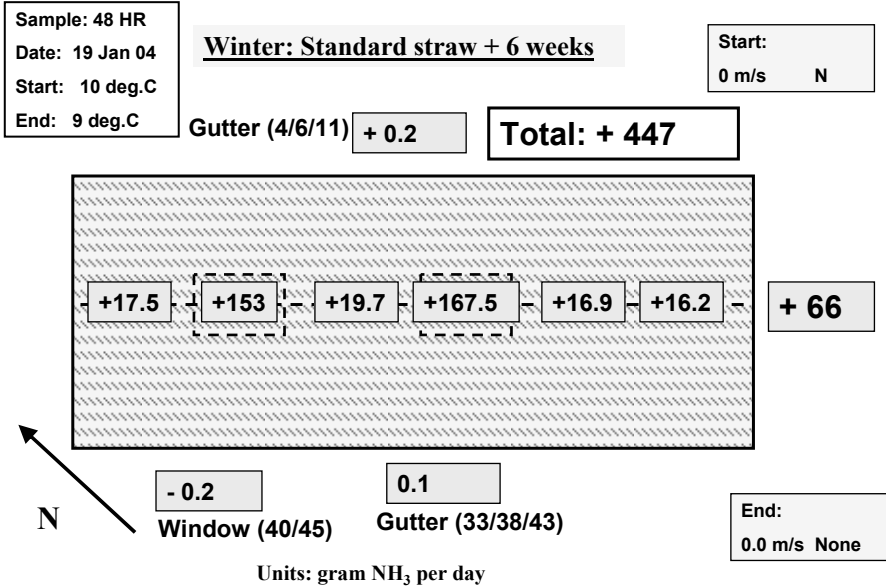 Sample: 48 HR
Date: 19 Jan 04
Start: 10 deg.C
End: 9 deg.C
Winter: Standard straw + 6 weeks
Start:
0 m/s N
Gutter (4/6/11) + 0.2
Total: + 447
+17.5 +153 +19.7 +167.5 +16.9 +16.2 + 66
N
- 0.2
Window (40/45)
0.1
Gutter (33/38/43)
End:
0.0 m/s None
Units: gram NH₃ per day